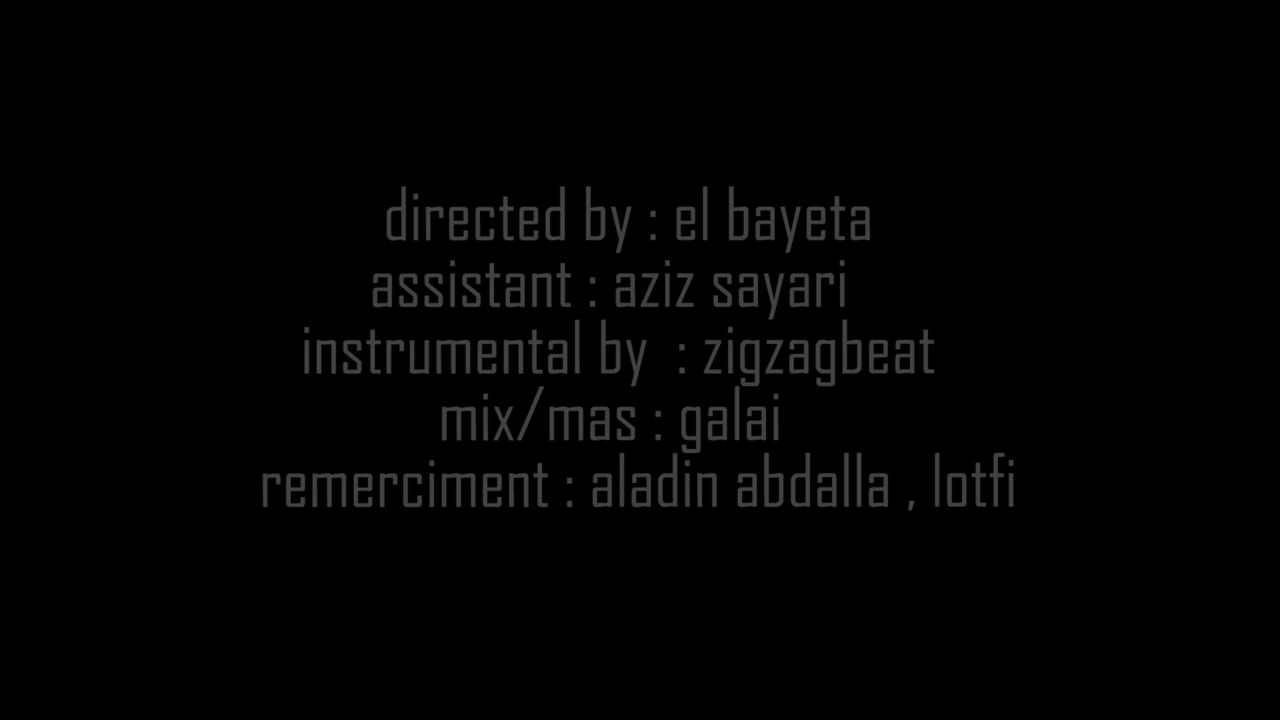 directed by : el bayeta
assistant : aziz sayari
instrumental by  : zigzagbeat
mix/mas : galai
remerciment : aladin abdalla , lotfi